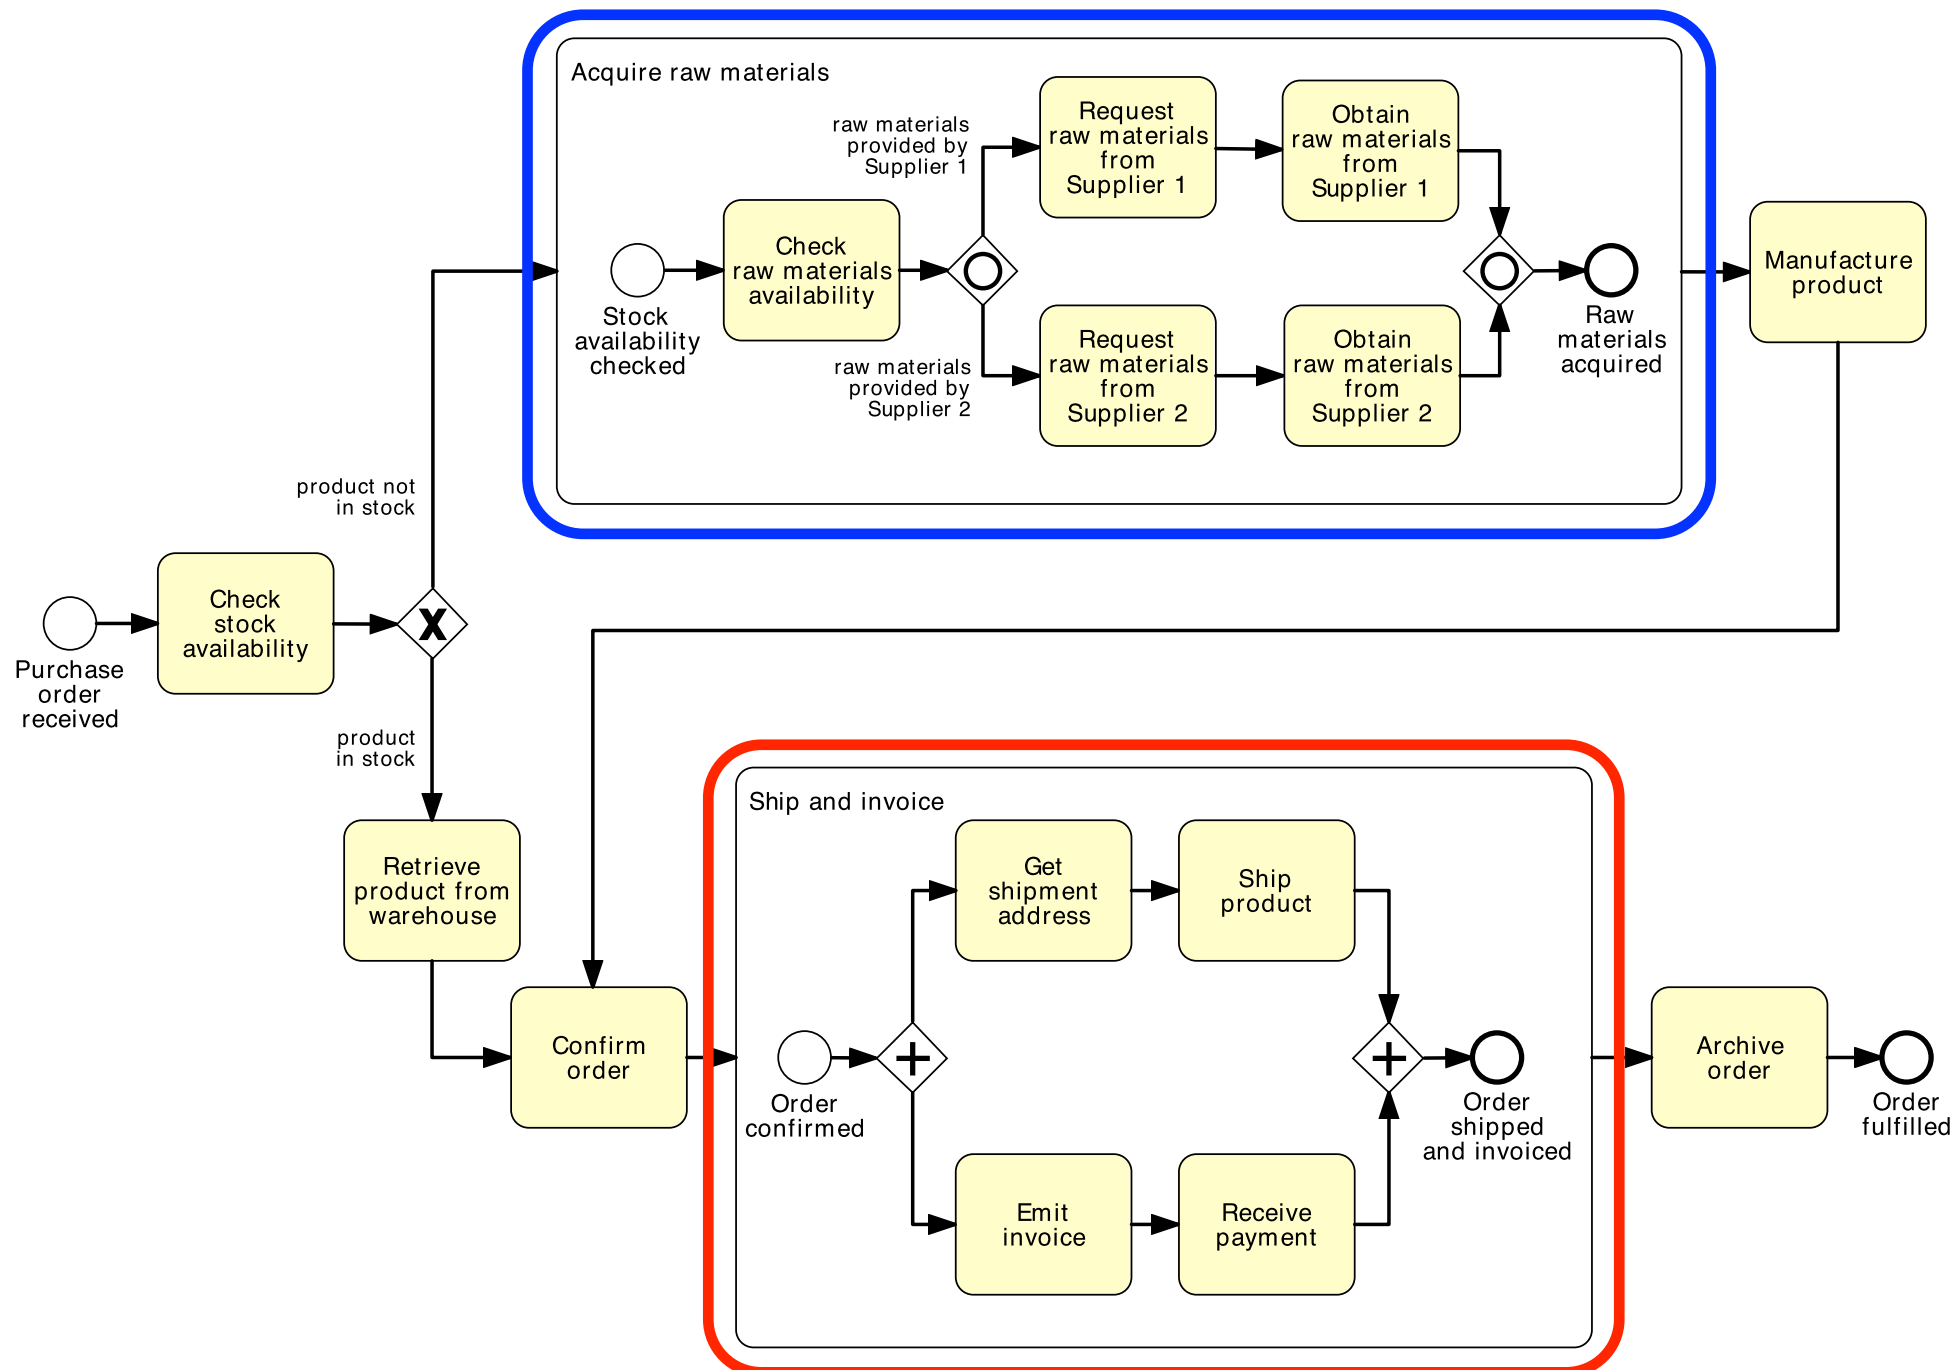 Acquire raw materials
raw materials
provided by
Supplier 1
Request
raw materials
from
Supplier 1
Obtain
raw materials
from
Supplier 1
Check
raw materials
availability
Stock
availability
checked
raw materials
provided by
Supplier 2
Request
raw materials
from
Supplier 2
Obtain
raw materials
from
Supplier 2
Raw
materials
acquired
Manufacture
product
product not
in stock
Purchase
order
received
Check
stock
availability
X
product
in stock
Retrieve
product from
warehouse
Confirm
order
Ship and invoice
Order
confirmed
Get
shipment
address
Ship
product
Emit
invoice
Receive
payment
Order
shipped
and invoiced
Archive
order
Order
fulfilled